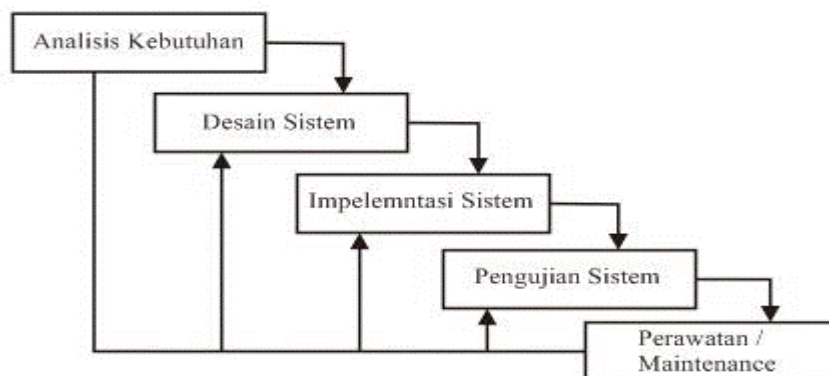 Analisis Kebutuhan
Desain Sistem
Impelemntasi Sistem
Pengujian Sistem
Perawatan /
Maintenance